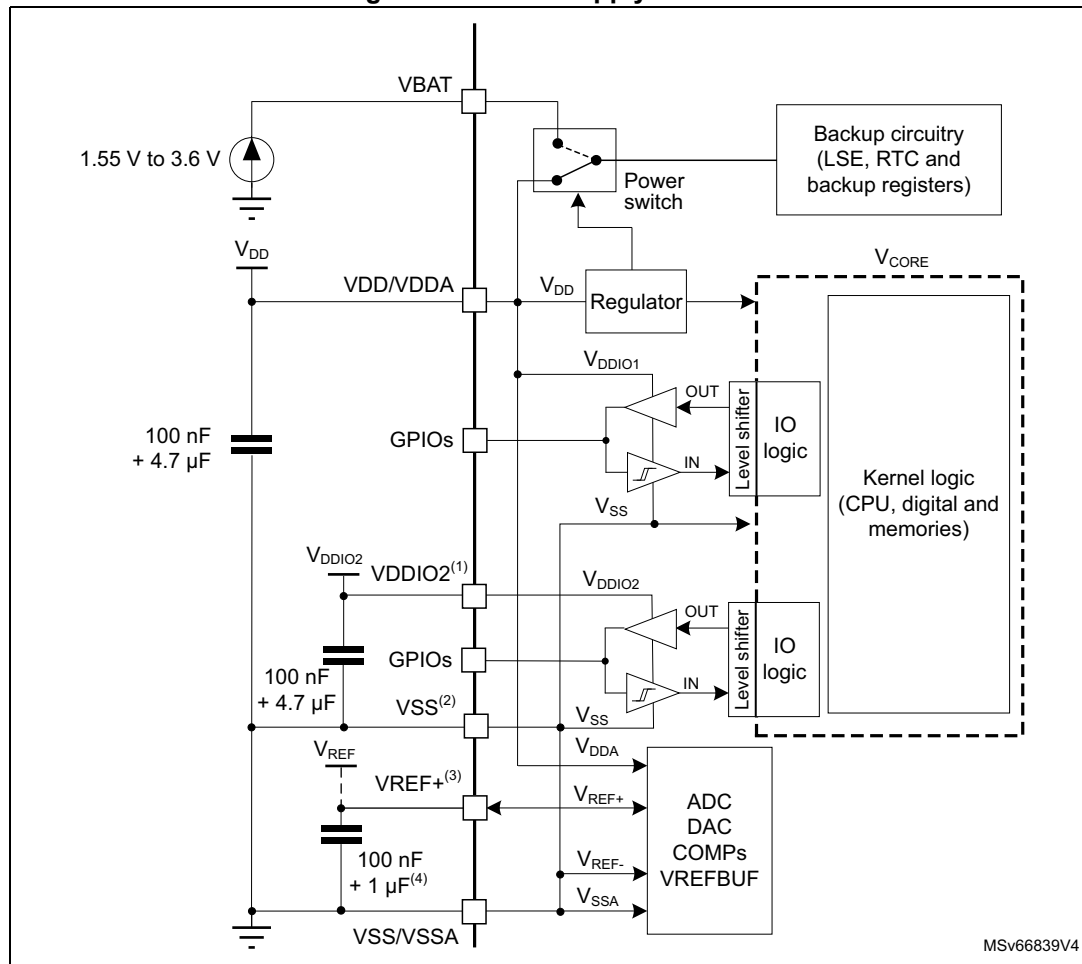 VBAT
1.55 V to 3.6 V
Power
switch
Backup circuitry
(LSE, RTC and
backup registers)
VDD
VDD/VDDA
VDD
Regulator
VCORE
VDDIO1
OUT
GPIOs
IN
Level shifter
IO
logic
100 nF
+ 4.7 µF
VSS
Kernel logic
(CPU, digital and
memories)
VDDIO2
VDDIO2(1)
VDDIO2
OUT
GPIOs
IN
Level shifter
IO
logic
100 nF
+ 4.7 µF
VSS(2)
VSS
VREF
VDDA
VREF+(3)
VREF+
ADC
DAC
COMPs
VREFBUF
100 nF
+ 1 µF(4)
VREF-
VSSA
VSS/VSSA
MSv66839V4